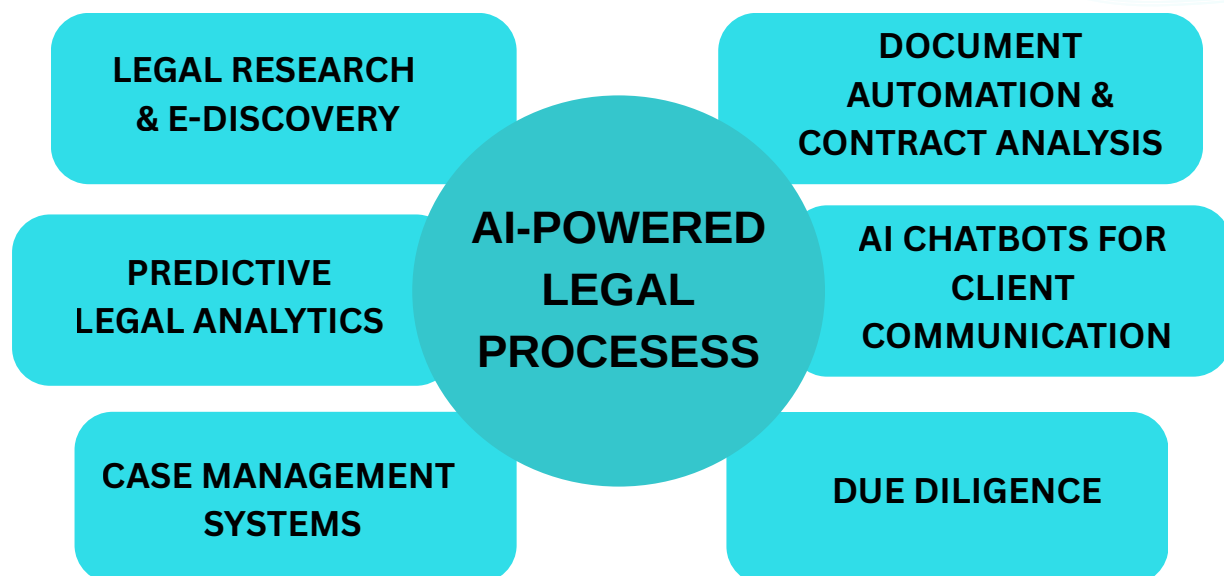 LEGAL RESEARCH
& E-DISCOVERY
DOCUMENT
AUTOMATION &
CONTRACT ANALYSIS
AI-POWERED
LEGAL
PROCESESS
PREDICTIVE
LEGAL ANALYTICS
AI CHATBOTS FOR
CLIENT
COMMUNICATION
CASE MANAGEMENT
SYSTEMS
DUE DILIGENCE